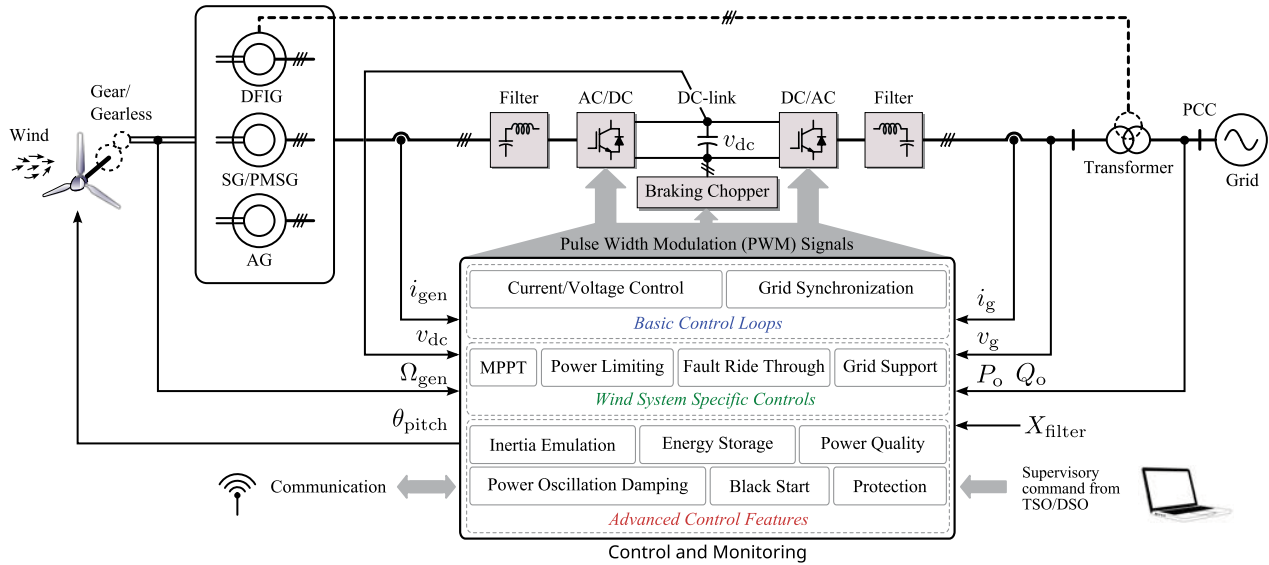 Gear/
Gearless
Wind
DFIG
SG/PMSG
AG
Filter
AC/DC
DC-link
DC/AC
Filter
v_dc
Braking Chopper
PCC
Transformer
Grid
Pulse Width Modulation (PWM) Signals
i_gen
v_dc
Ω_gen
θ_pitch
Current/Voltage Control
Grid Synchronization
Basic Control Loops
MPPT
Power Limiting
Fault Ride Through
Grid Support
Wind System Specific Controls
Inertia Emulation
Energy Storage
Power Quality
Power Oscillation Damping
Black Start
Protection
Advanced Control Features
i_g
v_g
P_o Q_o
X_filter
Communication
Supervisory
command from
TSO/DSO
Control and Monitoring